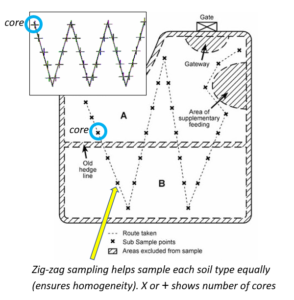 core
Gate
Gateway
A
Area of
supplementary
feeding
core
Old
hedge
line
B
Route taken
Sub Sample points
Areas excluded from sample
Zig-zag sampling helps sample each soil type equally
(ensures homogeneity). X or + shows number of cores